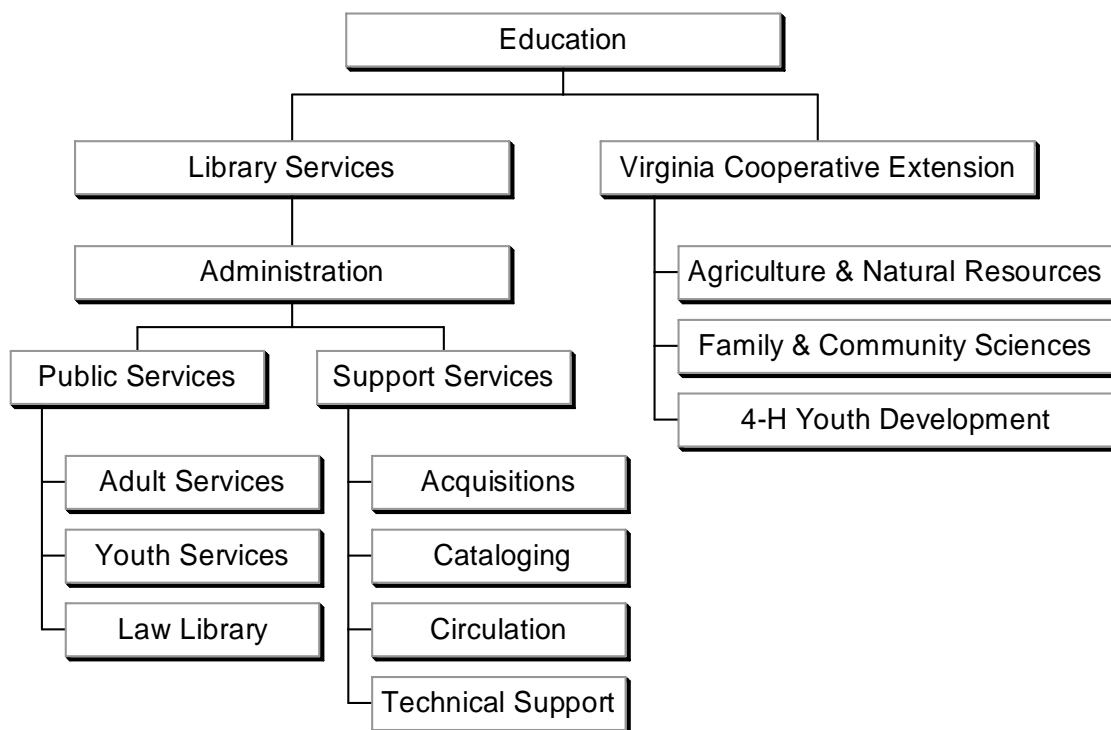 Education
Library Services
Virginia Cooperative Extension
Administration
Agriculture & Natural Resources
Family & Community Sciences
4-H Youth Development
Public Services
Support Services
Adult Services
Youth Services
Law Library
Acquisitions
Cataloging
Circulation
Technical Support